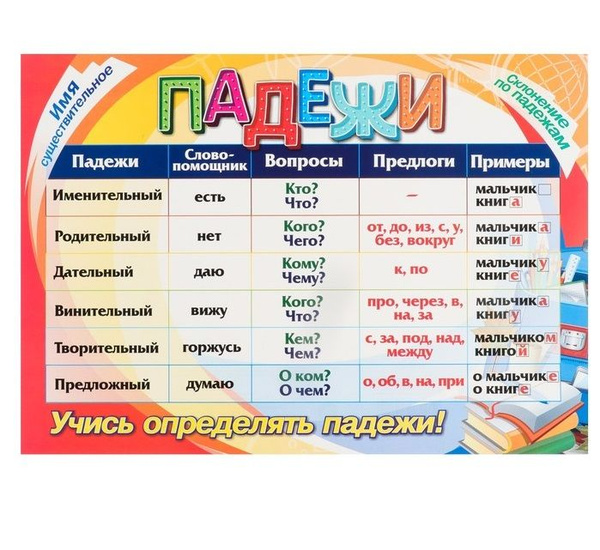 Имя
существительное
ПАДЕЖИ
Склонение
по падежам
Падежи
Слово-
помощник
Вопросы
Предлоги
Примеры
Именительный
есть
Кто?
Что?
–
мальчик
книга
Родительный
нет
Кого?
Чего?
от, до, из, с, у,
без, вокруг
мальчика
книги
Дательный
даю
Кому?
Чему?
к, по
мальчику
книге
Винительный
вижу
Кого?
Что?
про, через, в,
на, за
мальчика
книгу
Творительный
горжусь
Кем?
Чем?
с, за, под, над,
между
мальчиком
книгой
Предложный
думаю
О ком?
О чем?
о, об, в, на, при
о мальчике
о книге
Учись определять падежи!